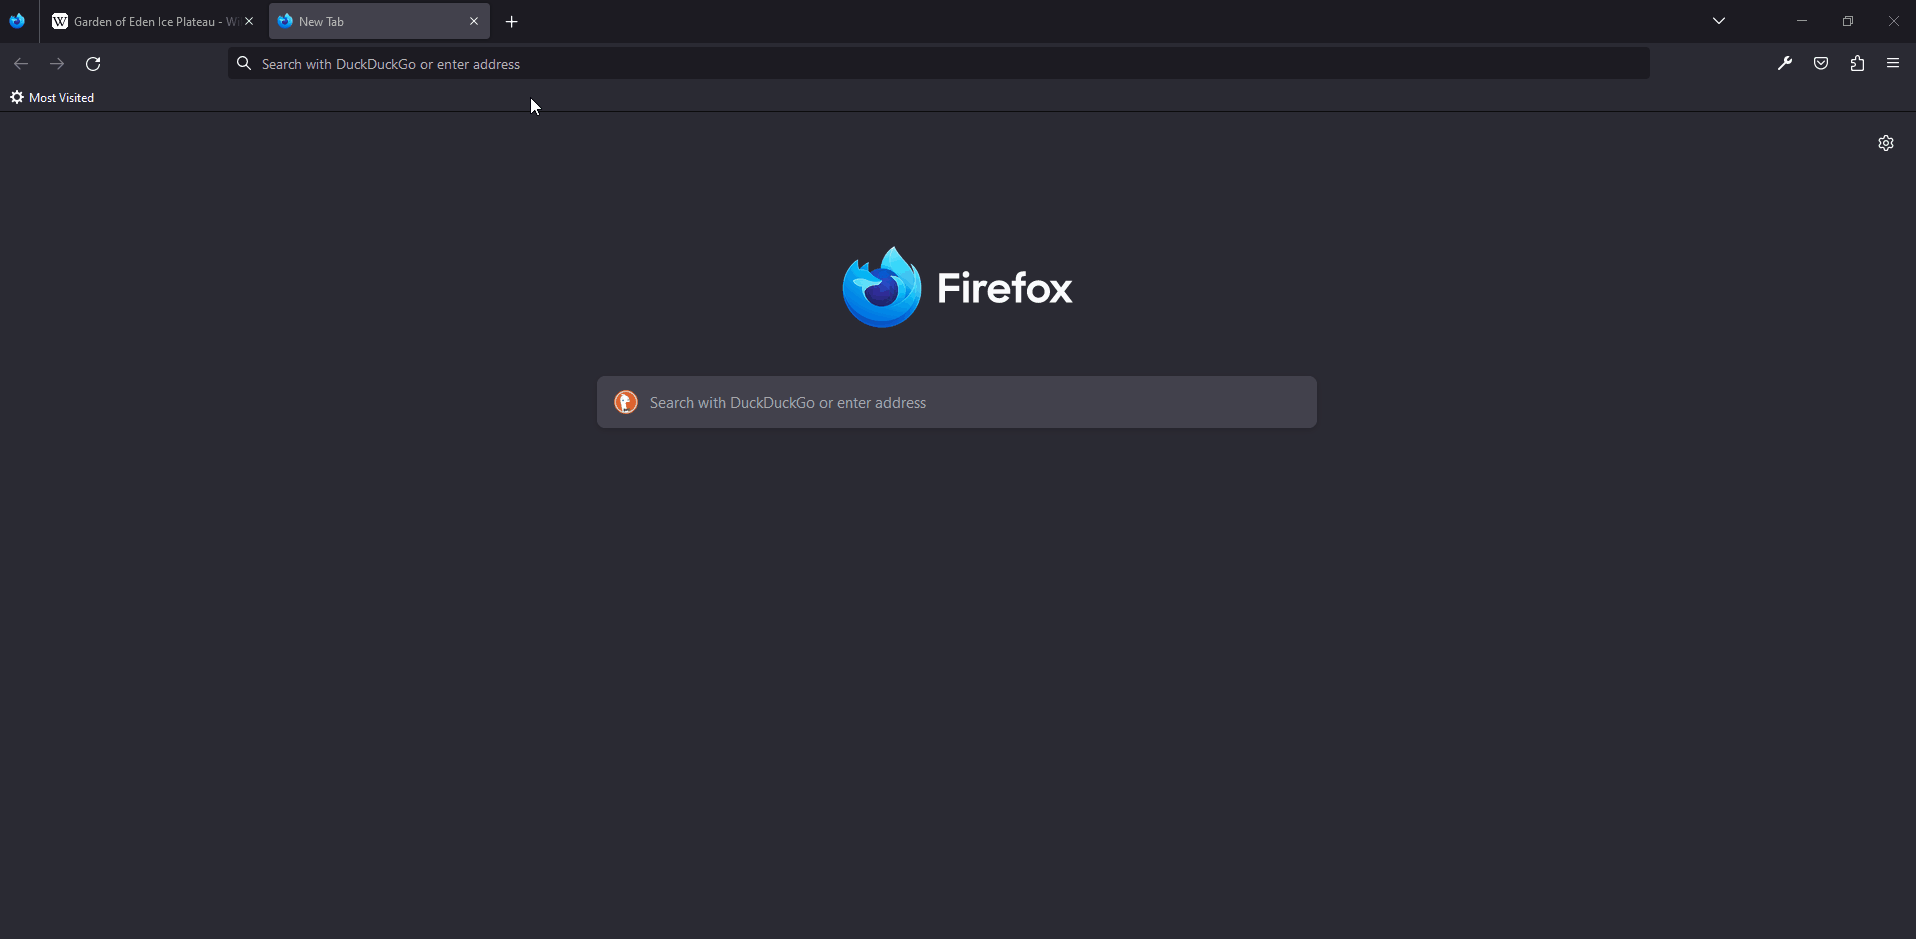 Garden of Eden Ice Plateau - Wi
New Tab
Search with DuckDuckGo or enter address
Most Visited
Firefox
Search with DuckDuckGo or enter address